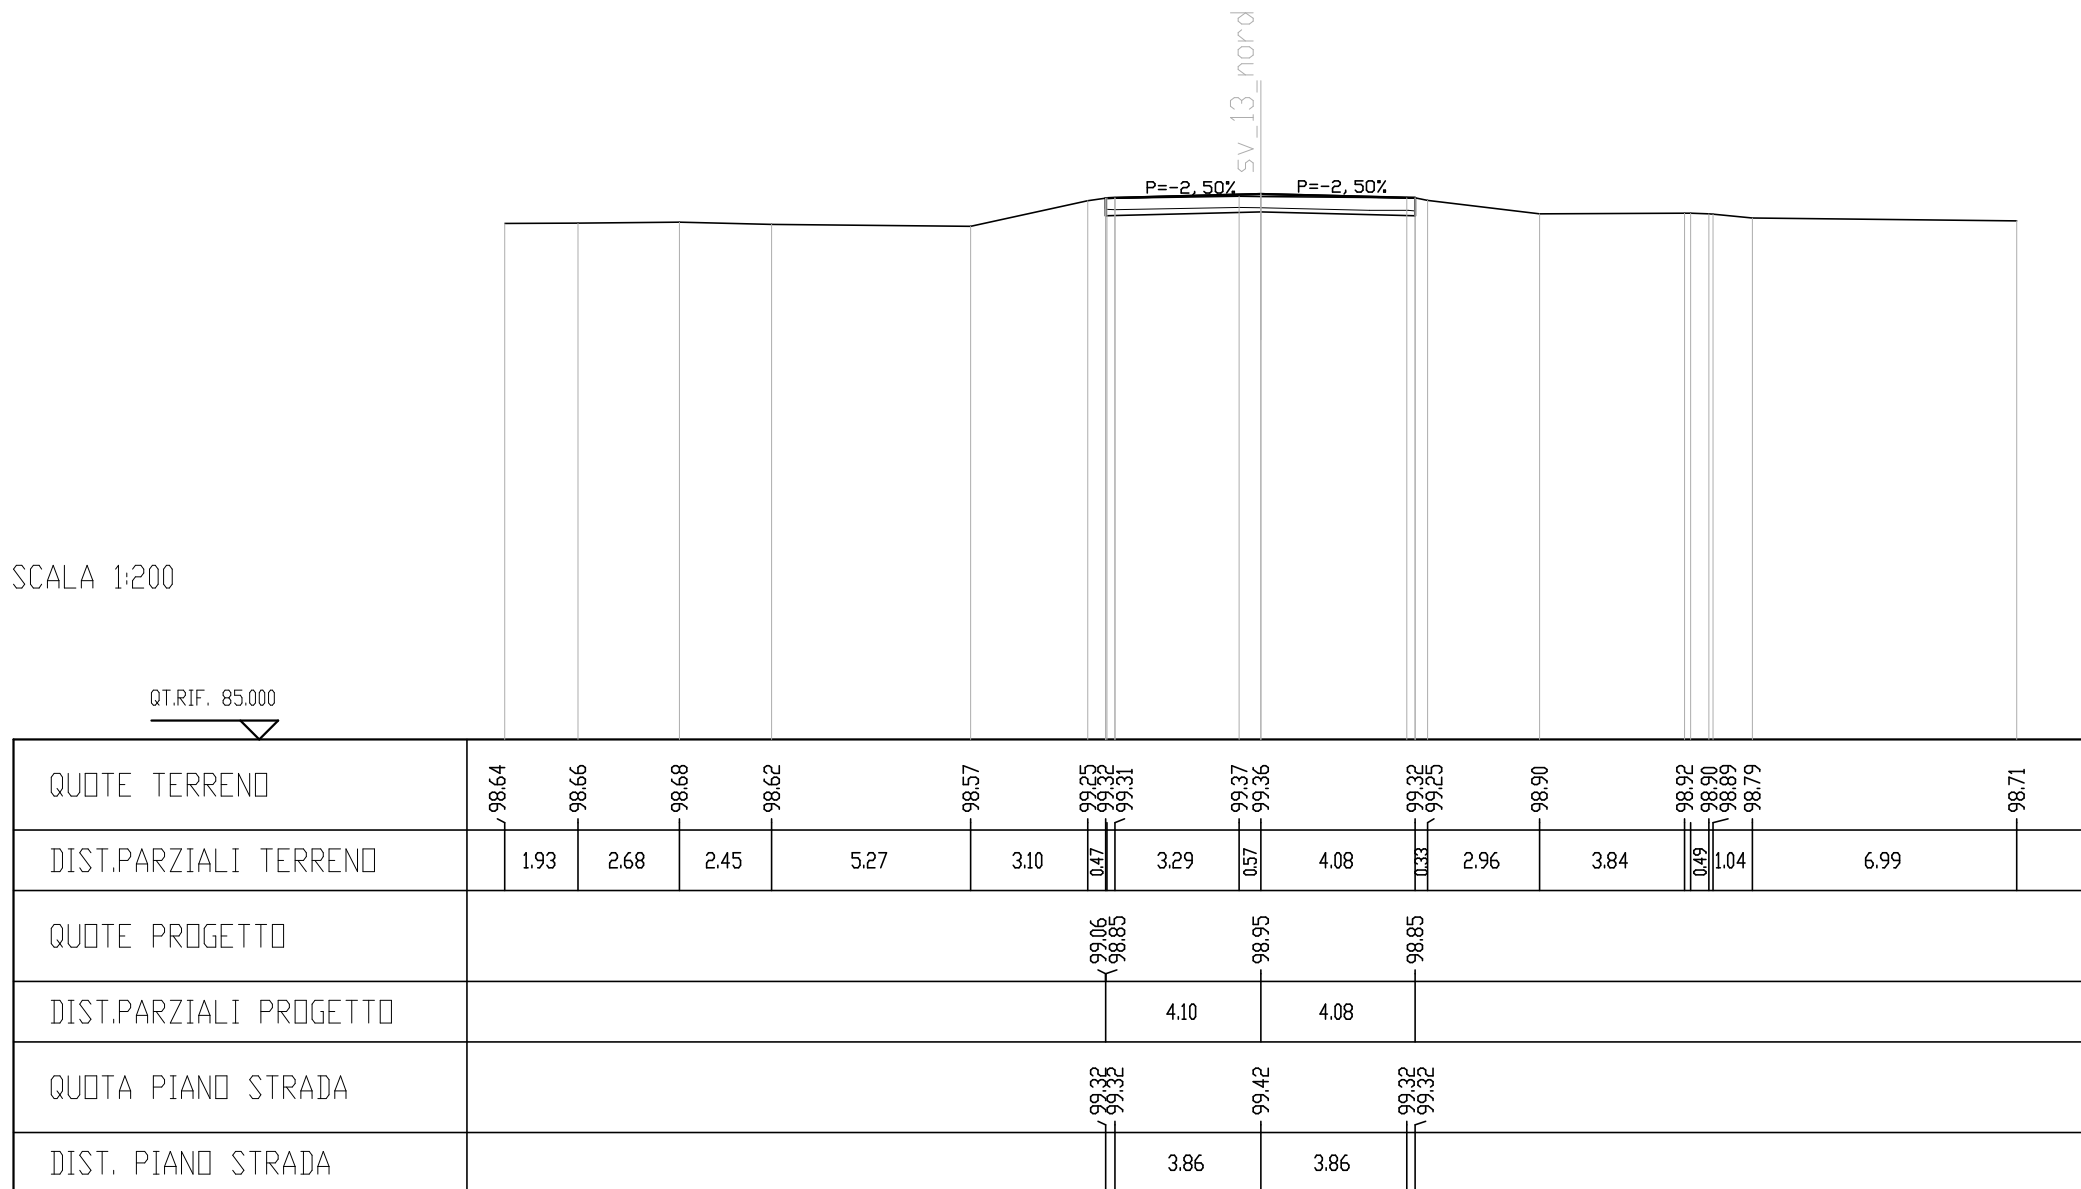 sv_13_nord
P=-2,50% P=-2,50%
SCALA 1:200
QT.RIF. 85.000
QUOTE TERRENO 98.64 98.66 98.68 98.62 98.57 99.25 99.32 99.31 99.37 99.36 99.32 99.25 98.90 98.92 98.90 98.89 98.79 98.71
DIST.PARZIALI TERRENO 1.93 2.68 2.45 5.27 3.10 0.47 3.29 0.57 4.08 0.33 2.96 3.84 0.49 1.04 6.99
QUOTE PROGETTO 99.06 98.85 98.95 98.85
DIST.PARZIALI PROGETTO 4.10 4.08
QUOTA PIANO STRADA 99.32 99.32 99.42 99.32 99.32
DIST. PIANO STRADA 3.86 3.86